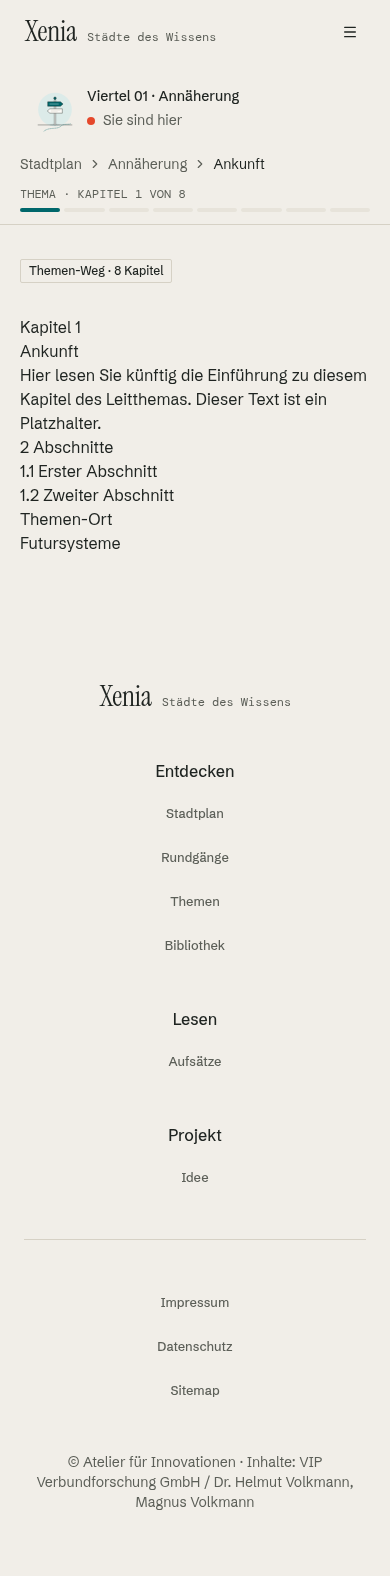 Xenia Städte des Wissens
Viertel 01 · Annäherung
Sie sind hier
Stadtplan > Annäherung > Ankunft
THEMA · KAPITEL 1 VON 8
Themen-Weg · 8 Kapitel
Kapitel 1
Ankunft
Hier lesen Sie künftig die Einführung zu diesem
Kapitel des Leitthemas. Dieser Text ist ein
Platzhalter.
2 Abschnitte
1.1 Erster Abschnitt
1.2 Zweiter Abschnitt
Themen-Ort
Futursysteme
Xenia Städte des Wissens
Entdecken
Stadtplan
Rundgänge
Themen
Bibliothek
Lesen
Aufsätze
Projekt
Idee
Impressum
Datenschutz
Sitemap
© Atelier für Innovationen · Inhalte: VIP
Verbundforschung GmbH / Dr. Helmut Volkmann,
Magnus Volkmann